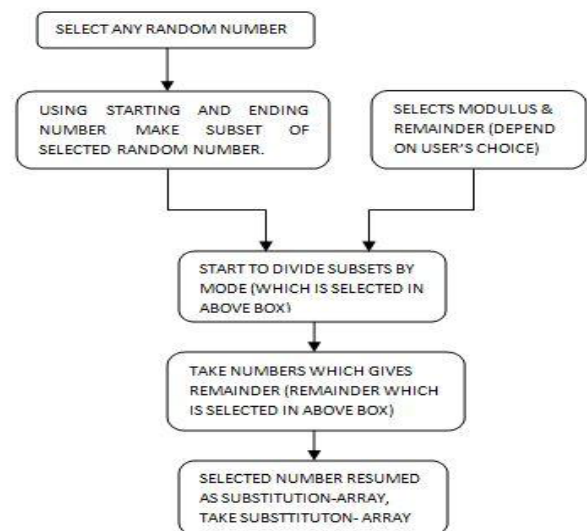 SELECT ANY RANDOM NUMBER
USING STARTING AND ENDING
NUMBER MAKE SUBSET OF
SELECTED RANDOM NUMBER.
SELECTS MODULUS &
REMAINDER (DEPEND
ON USER'S CHOICE)
START TO DIVIDE SUBSETS BY
MODE (WHICH IS SELECTED IN
ABOVE BOX)
TAKE NUMBERS WHICH GIVES
REMAINDER (REMAINDER WHICH
IS SELECTED IN ABOVE BOX)
SELECTED NUMBER RESUMED
AS SUBSTITUTION-ARRAY,
TAKE SUBSTTITUTON- ARRAY